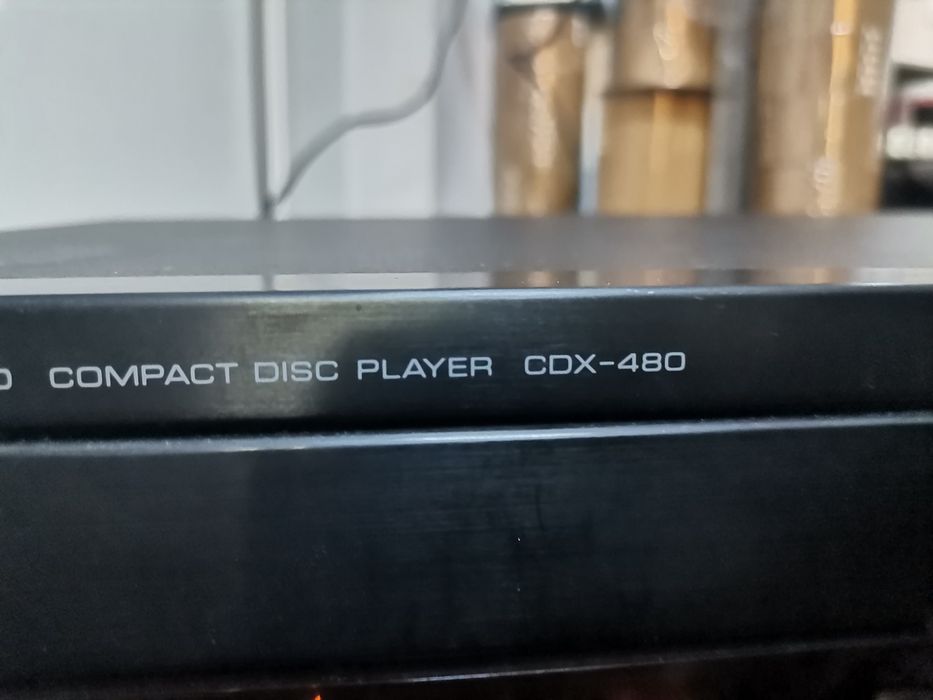 COMPACT DISC PLAYER CDX-480